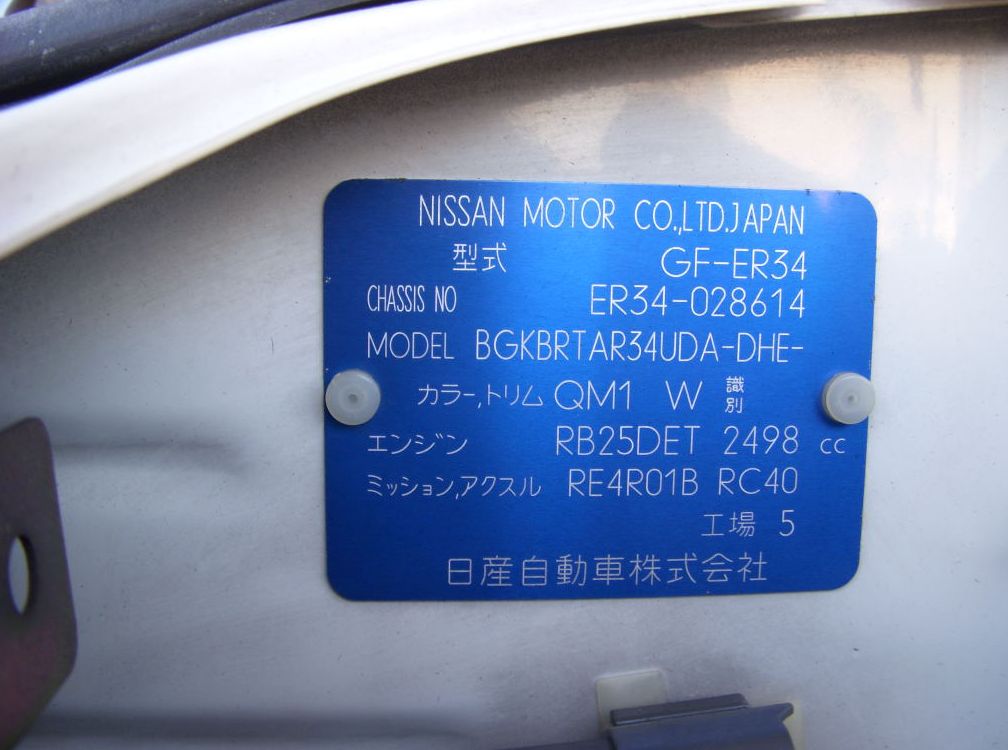 NISSAN MOTOR CO.,LTD.JAPAN
型式 GF-ER34
CHASSIS NO ER34-028614
MODEL BGKBRTAR34UDA-DHE-
カラー,トリム QM1 W 識別
エンジン RB25DET 2498 cc
ミッション,アクスル RE4R01B RC40
工場 5
日産自動車株式会社